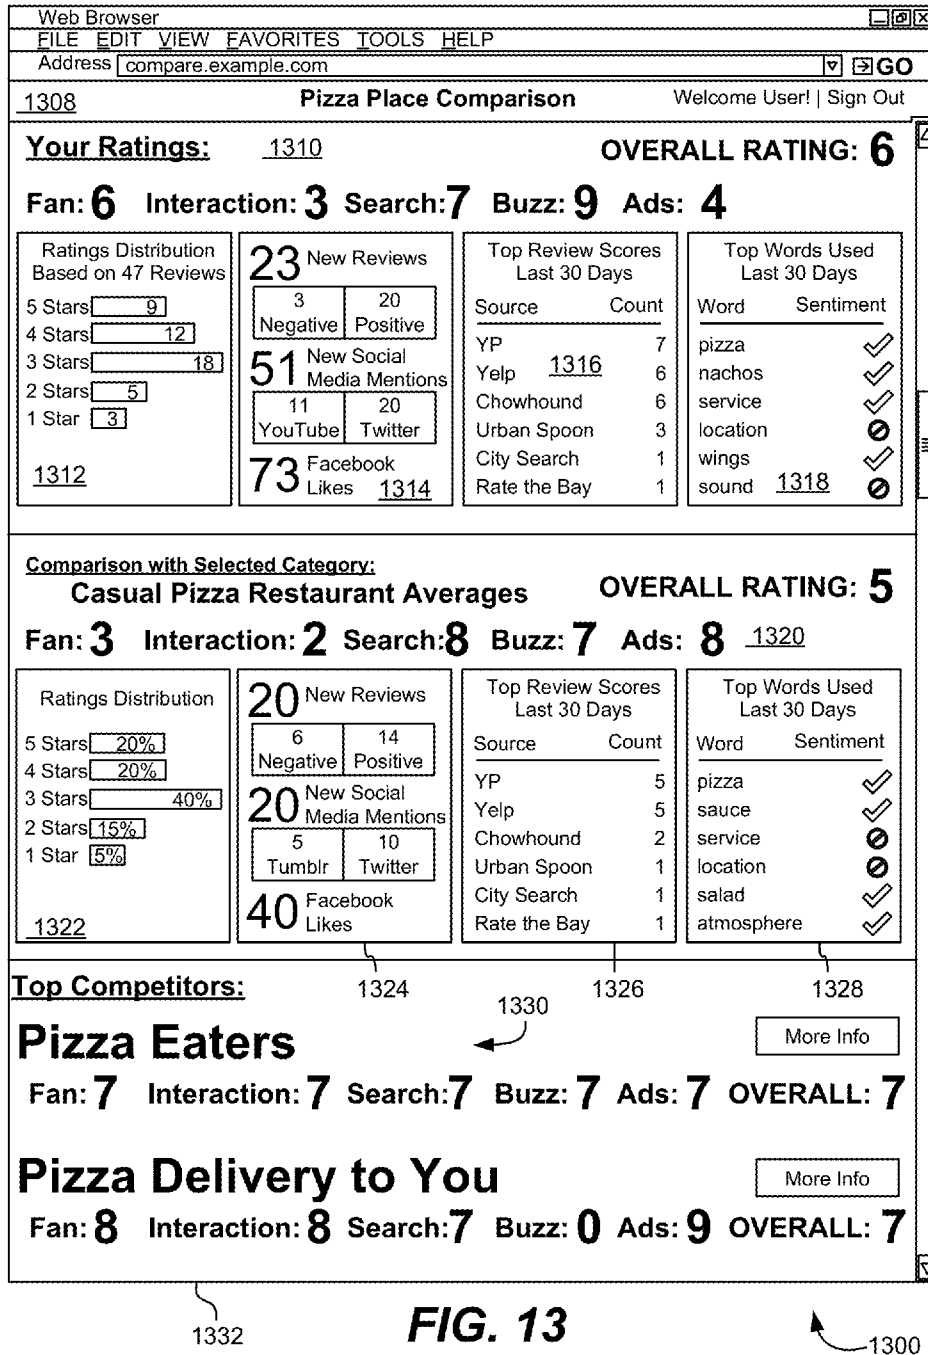 Web Browser
FILE EDIT VIEW FAVORITES TOOLS HELP
Address compare.example.com GO
1308 Pizza Place Comparison Welcome User! | Sign Out
Your Ratings: 1310 OVERALL RATING: 6
Fan: 6 Interaction: 3 Search: 7 Buzz: 9 Ads: 4
Ratings Distribution
Based on 47 Reviews
5 Stars 9
4 Stars 12
3 Stars 18
2 Stars 5
1 Star 3
1312
23 New Reviews
3 20
Negative Positive
51 New Social
Media Mentions
11 20
YouTube Twitter
73 Facebook
Likes 1314
Top Review Scores
Last 30 Days
Source Count
YP 7
Yelp 1316 6
Chowhound 6
Urban Spoon 3
City Search 1
Rate the Bay 1
Top Words Used
Last 30 Days
Word Sentiment
pizza
nachos
service
location
wings
sound 1318
Comparison with Selected Category:
Casual Pizza Restaurant Averages OVERALL RATING: 5
Fan: 3 Interaction: 2 Search: 8 Buzz: 7 Ads: 8 1320
Ratings Distribution
5 Stars 20%
4 Stars 20%
3 Stars 40%
2 Stars 15%
1 Star 5%
1322
20 New Reviews
6 14
Negative Positive
20 New Social
Media Mentions
5 10
Tumblr Twitter
40 Facebook
Likes
Top Review Scores
Last 30 Days
Source Count
YP 5
Yelp 5
Chowhound 2
Urban Spoon 1
City Search 1
Rate the Bay 1
Top Words Used
Last 30 Days
Word Sentiment
pizza
sauce
service
location
salad
atmosphere
1324 1326 1328
Top Competitors:
1330
Pizza Eaters More Info
Fan: 7 Interaction: 7 Search: 7 Buzz: 7 Ads: 7 OVERALL: 7
Pizza Delivery to You More Info
Fan: 8 Interaction: 8 Search: 7 Buzz: 0 Ads: 9 OVERALL: 7
1332 FIG. 13 1300